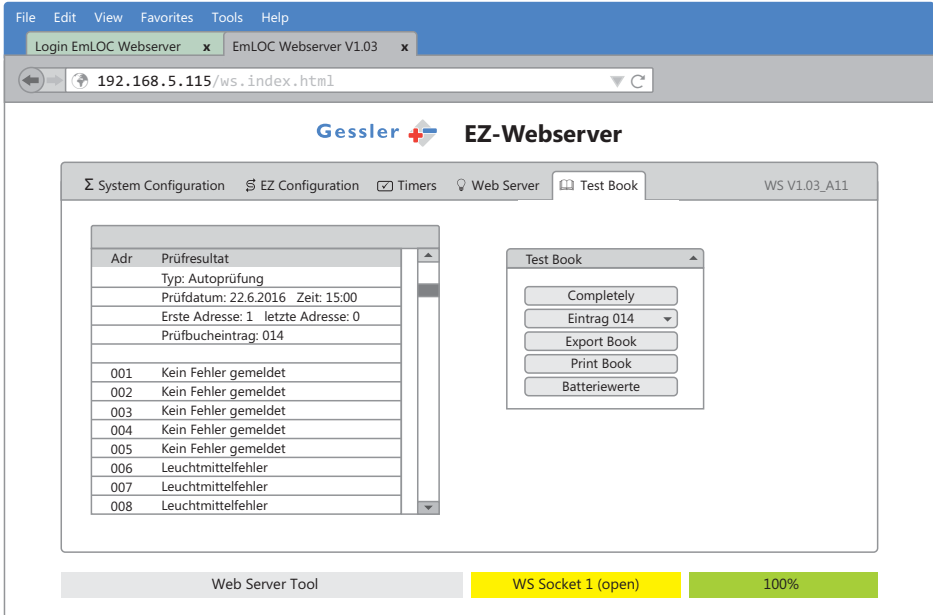 File Edit View Favorites Tools Help
Login EmLOC Webserver x EmLOC Webserver V1.03 x
192.168.5.115/ws.index.html
Gessler EZ-Webserver
Σ System Configuration EZ Configuration Timers Web Server Test Book WS V1.03_A11
Adr Prüfresultat
Typ: Autoprüfung
Prüfdatum: 22.6.2016 Zeit: 15:00
Erste Adresse: 1 letzte Adresse: 0
Prüfbucheintrag: 014
001 Kein Fehler gemeldet
002 Kein Fehler gemeldet
003 Kein Fehler gemeldet
004 Kein Fehler gemeldet
005 Kein Fehler gemeldet
006 Leuchtmittelfehler
007 Leuchtmittelfehler
008 Leuchtmittelfehler
Test Book
Completely
Eintrag 014
Export Book
Print Book
Batteriewerte
Web Server Tool WS Socket 1 (open) 100%